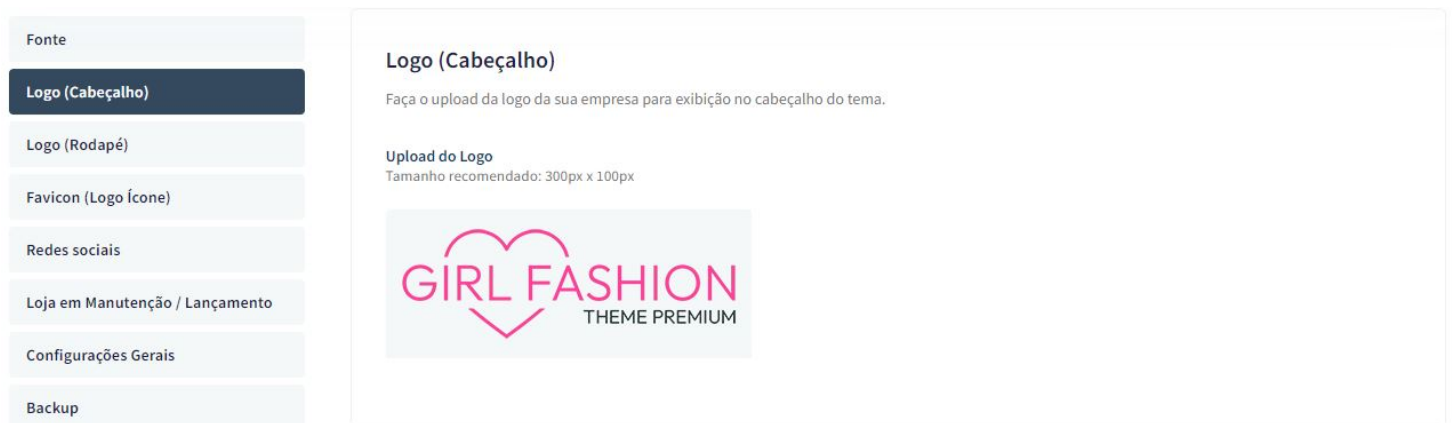 Fonte
Logo (Cabeçalho)
Logo (Rodapé)
Favicon (Logo Ícone)
Redes sociais
Loja em Manutenção / Lançamento
Configurações Gerais
Backup
Logo (Cabeçalho)
Faça o upload da logo da sua empresa para exibição no cabeçalho do tema.
Upload do Logo
Tamanho recomendado: 300px x 100px
GIRL FASHION
THEME PREMIUM